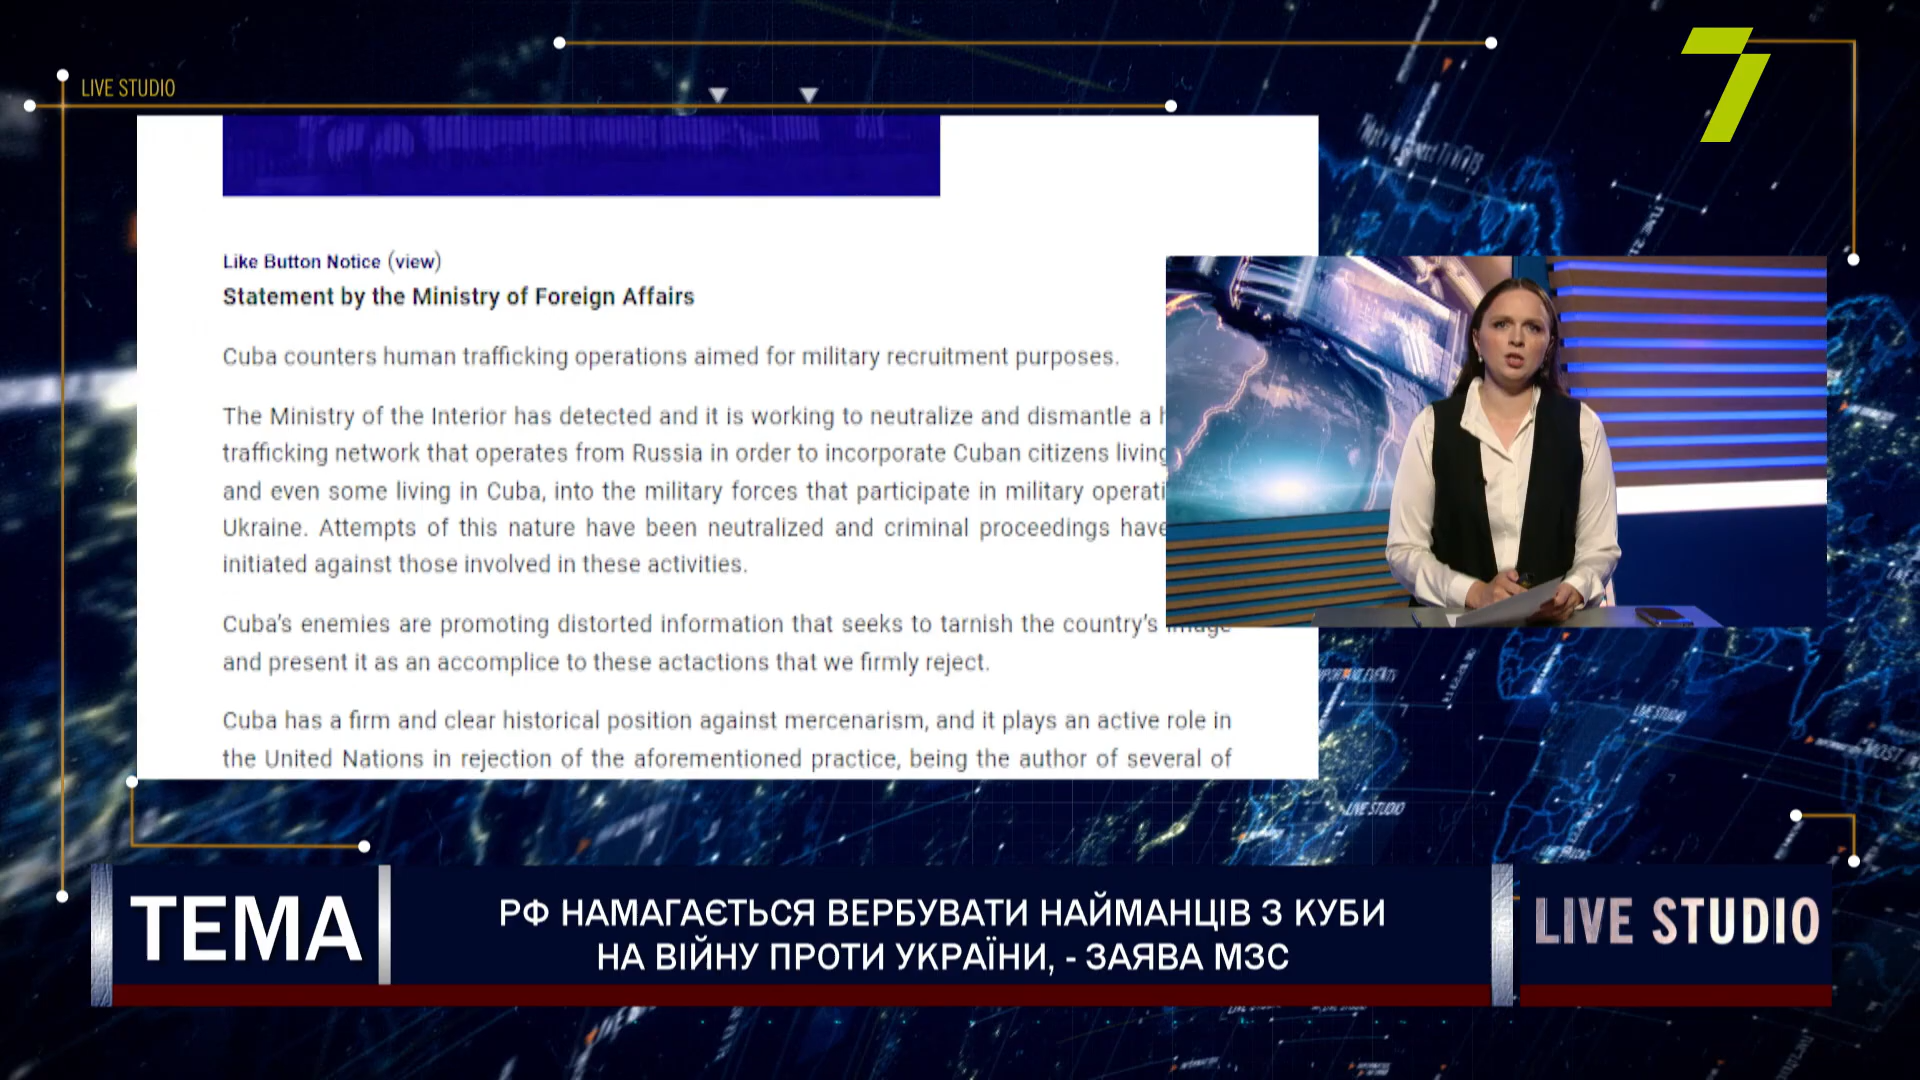 LIVE STUDIO
7
Like Button Notice (view)
Statement by the Ministry of Foreign Affairs
Cuba counters human trafficking operations aimed for military recruitment purposes.
The Ministry of the Interior has detected and it is working to neutralize and dismantle a
trafficking network that operates from Russia in order to incorporate Cuban citizens living
and even some living in Cuba, into the military forces that participate in military
Ukraine. Attempts of this nature have been neutralized and criminal proceedings have
initiated against those involved in these activities.
Cuba's enemies are promoting distorted information that seeks to tarnish the country's
and present it as an accomplice to these actactions that we firmly reject.
Cuba has a firm and clear historical position against mercenarism, and it plays an active role in
the United Nations in rejection of the aforementioned practice, being the author of several of
ТЕМА
РФ НАМАГАЄТЬСЯ ВЕРБУВАТИ НАЙМАНЦІВ З КУБИ
НА ВІЙНУ ПРОТИ УКРАЇНИ, - ЗАЯВА МЗС
LIVE STUDIO
LIVE STUDIO
LIVE STUDIO